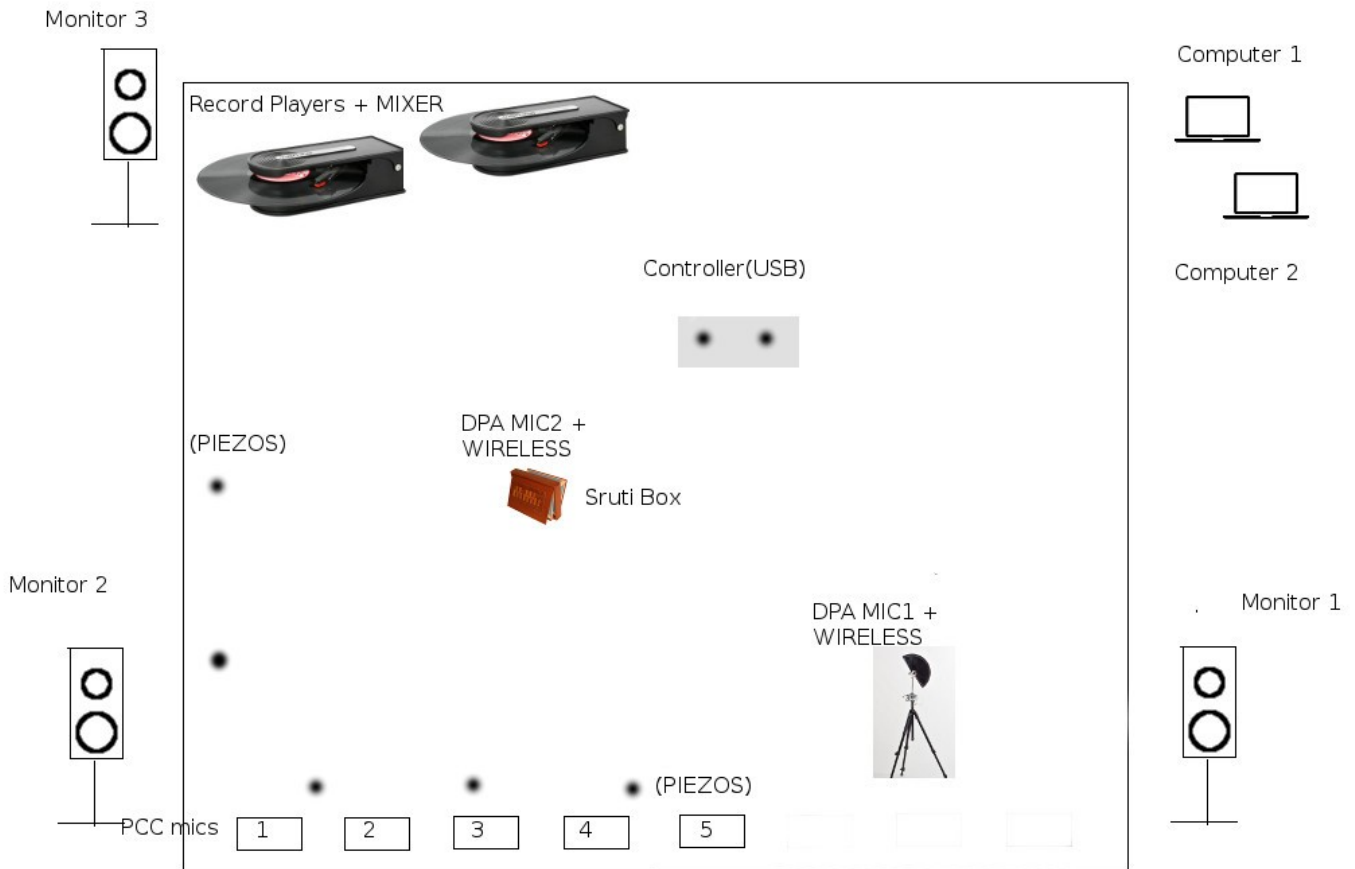 Monitor 3
Computer 1
Record Players + MIXER
Computer 2
Controller(USB)
DPA MIC2 +
WIRELESS
(PIEZOS)
Sruti Box
Monitor 2
Monitor 1
DPA MIC1 +
WIRELESS
(PIEZOS)
PCC mics 1 2 3 4 5